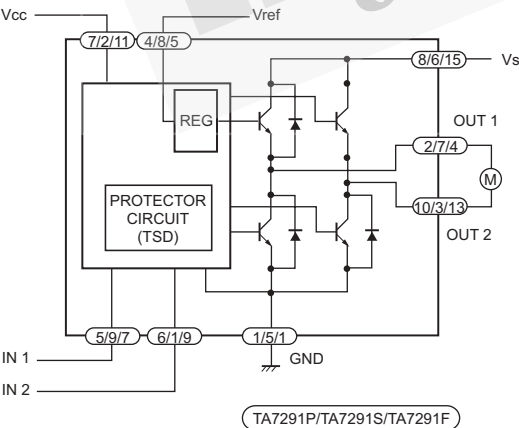 Vcc
Vref
7/2/11
4/8/5
8/6/15
Vs
REG
OUT 1
2/7/4
M
PROTECTOR
CIRCUIT
(TSD)
10/3/13
OUT 2
5/9/7
6/1/9
1/5/1
IN 1
GND
IN 2
TA7291P/TA7291S/TA7291F